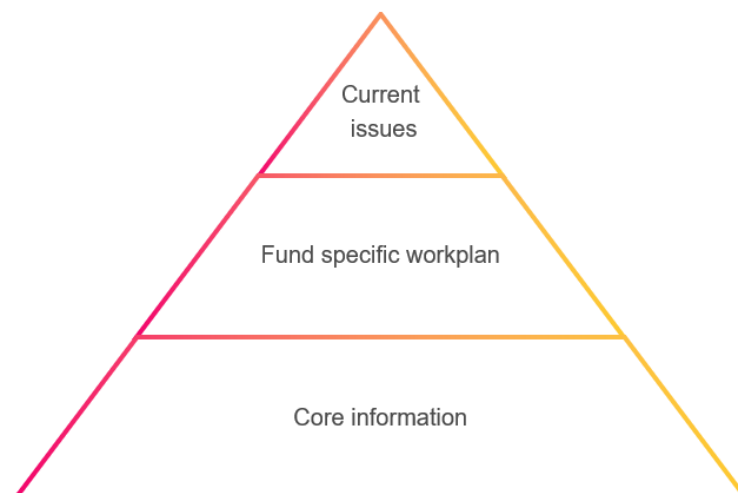 Current
issues
Fund specific workplan
Core information